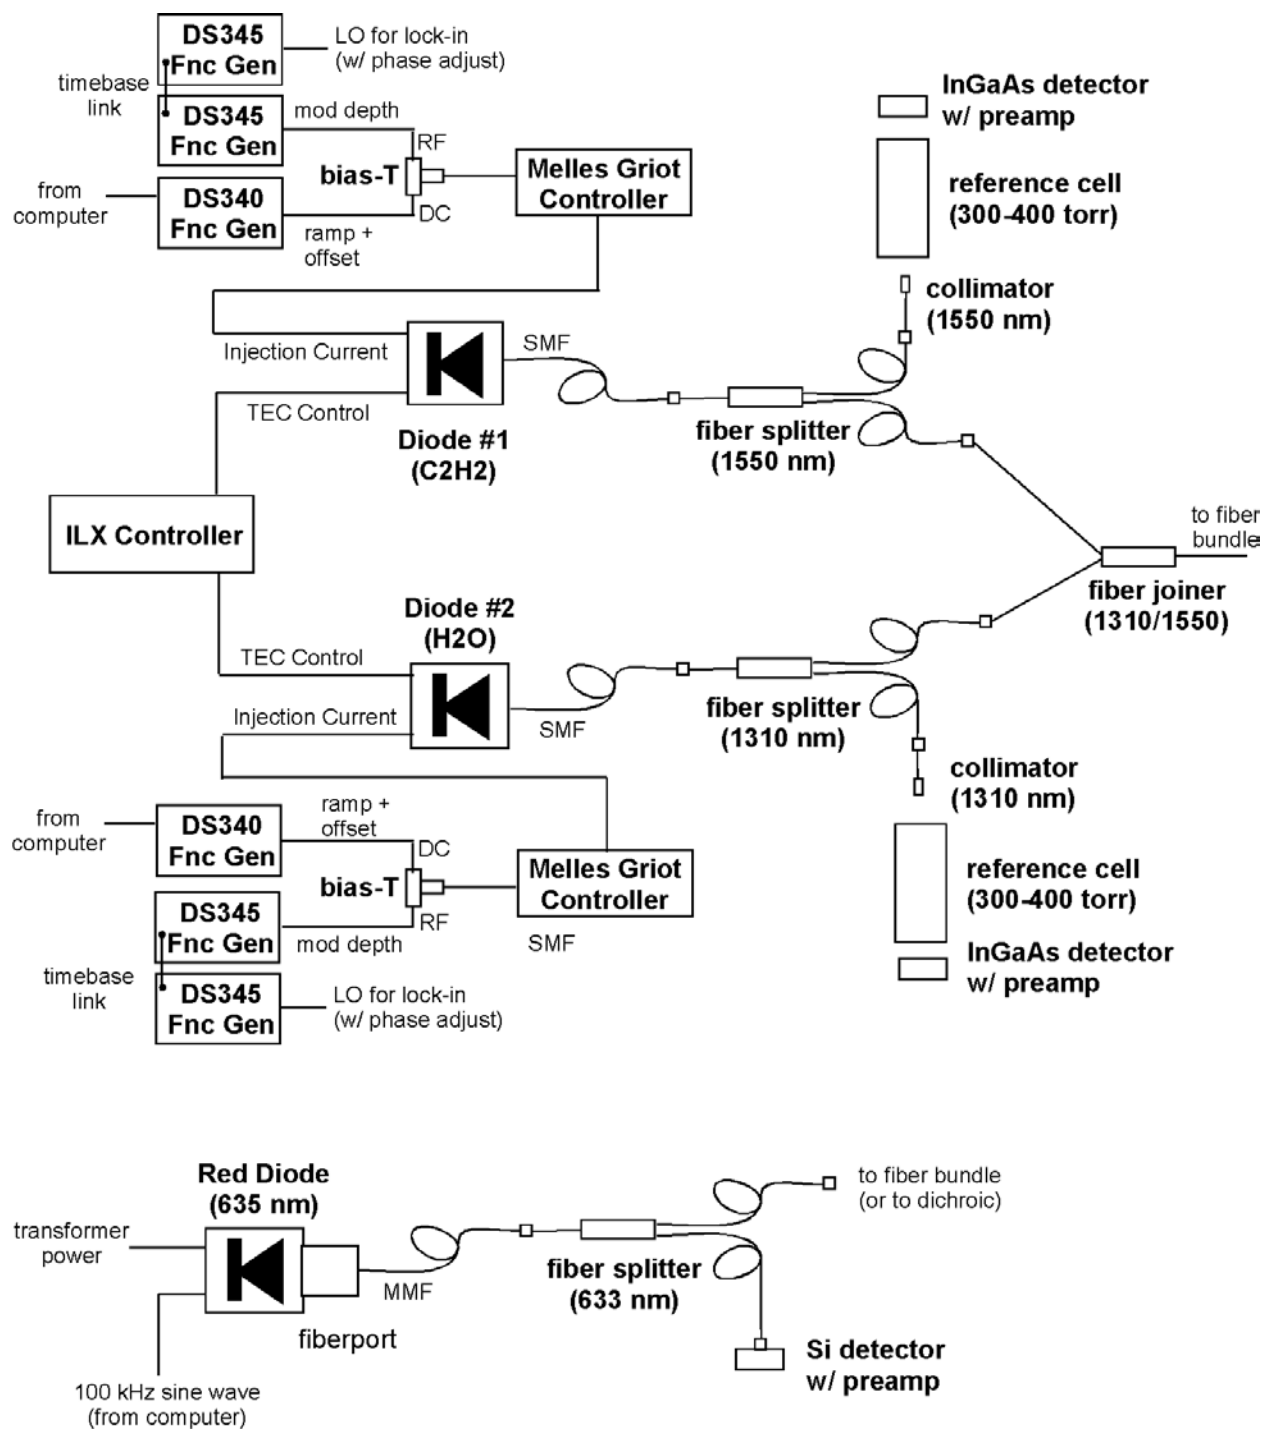 DS345
Fnc Gen
LO for lock-in
(w/ phase adjust)
timebase
link
DS345
Fnc Gen
mod depth
RF
bias-T
from
computer
DS340
Fnc Gen
DC
ramp +
offset
Melles Griot
Controller
InGaAs detector
w/ preamp
reference cell
(300-400 torr)
collimator
(1550 nm)
Injection Current
SMF
TEC Control
Diode #1
(C2H2)
fiber splitter
(1550 nm)
ILX Controller
to fiber
bundle
fiber joiner
(1310/1550)
Diode #2
(H2O)
TEC Control
Injection Current
SMF
fiber splitter
(1310 nm)
collimator
(1310 nm)
from
computer
DS340
Fnc Gen
ramp +
offset
DC
bias-T
RF
Melles Griot
Controller
SMF
DS345
Fnc Gen
mod depth
timebase
link
DS345
Fnc Gen
LO for lock-in
(w/ phase adjust)
reference cell
(300-400 torr)
InGaAs detector
w/ preamp
Red Diode
(635 nm)
transformer
power
MMF
fiberport
100 kHz sine wave
(from computer)
fiber splitter
(633 nm)
to fiber bundle
(or to dichroic)
Si detector
w/ preamp